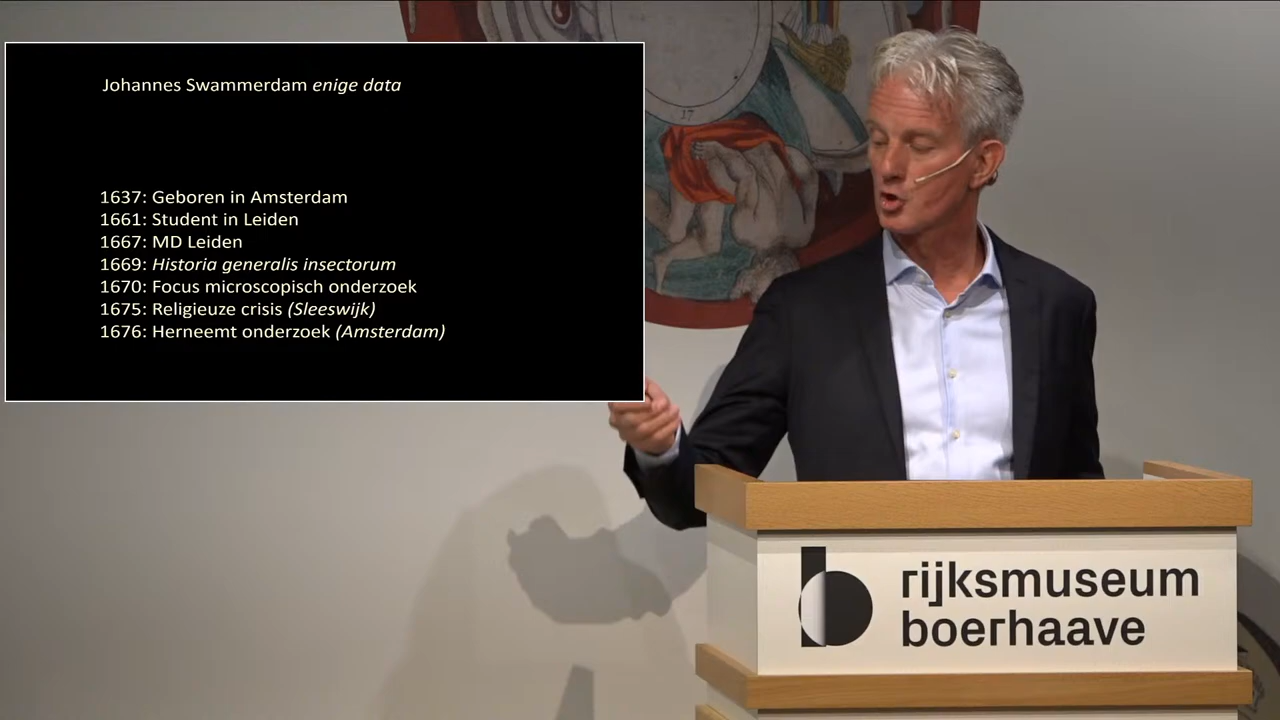 Johannes Swammerdam enige data
1637: Geboren in Amsterdam
1661: Student in Leiden
1667: MD Leiden
1669: Historia generalis insectorum
1670: Focus microscopisch onderzoek
1675: Religieuze crisis (Sleeswijk)
1676: Herneemt onderzoek (Amsterdam)
17
b
rijksmuseum
boerhaave